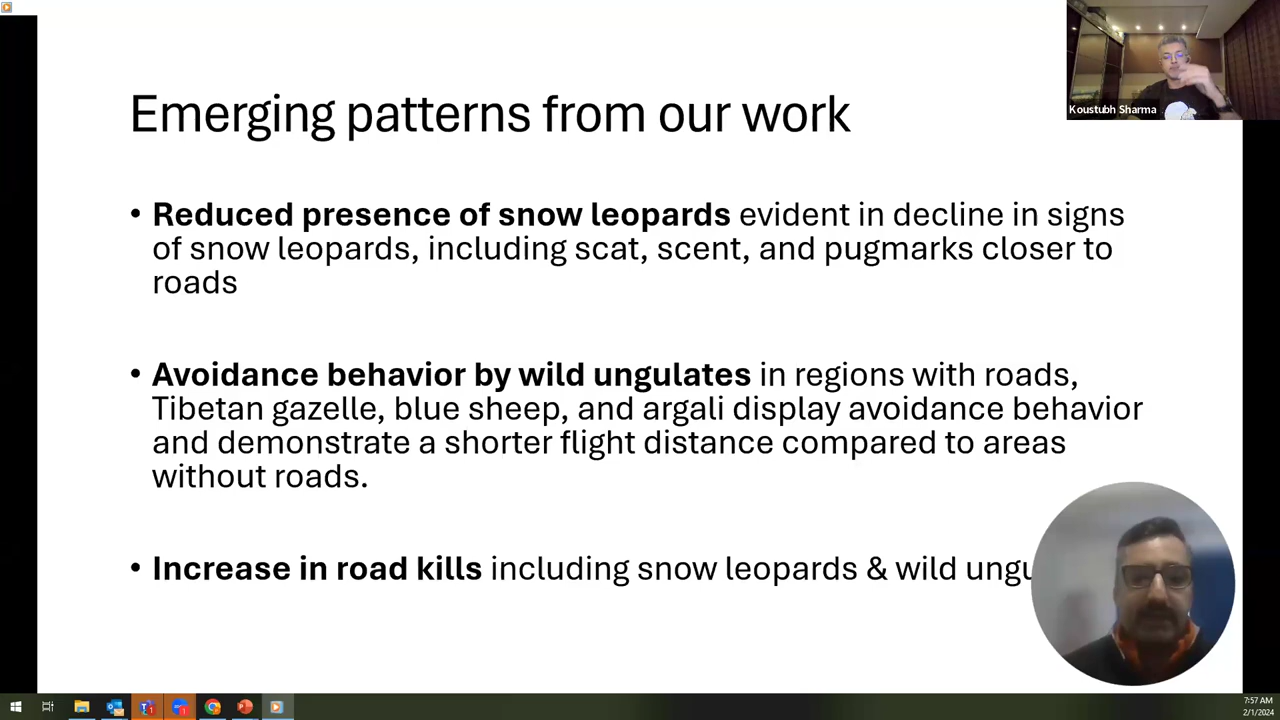 Koustubh Sharma
Emerging patterns from our work
• Reduced presence of snow leopards evident in decline in signs
of snow leopards, including scat, scent, and pugmarks closer to
roads
• Avoidance behavior by wild ungulates in regions with roads,
Tibetan gazelle, blue sheep, and argali display avoidance behavior
and demonstrate a shorter flight distance compared to areas
without roads.
• Increase in road kills including snow leopards & wild ungu
7:57 AM
2/1/2024